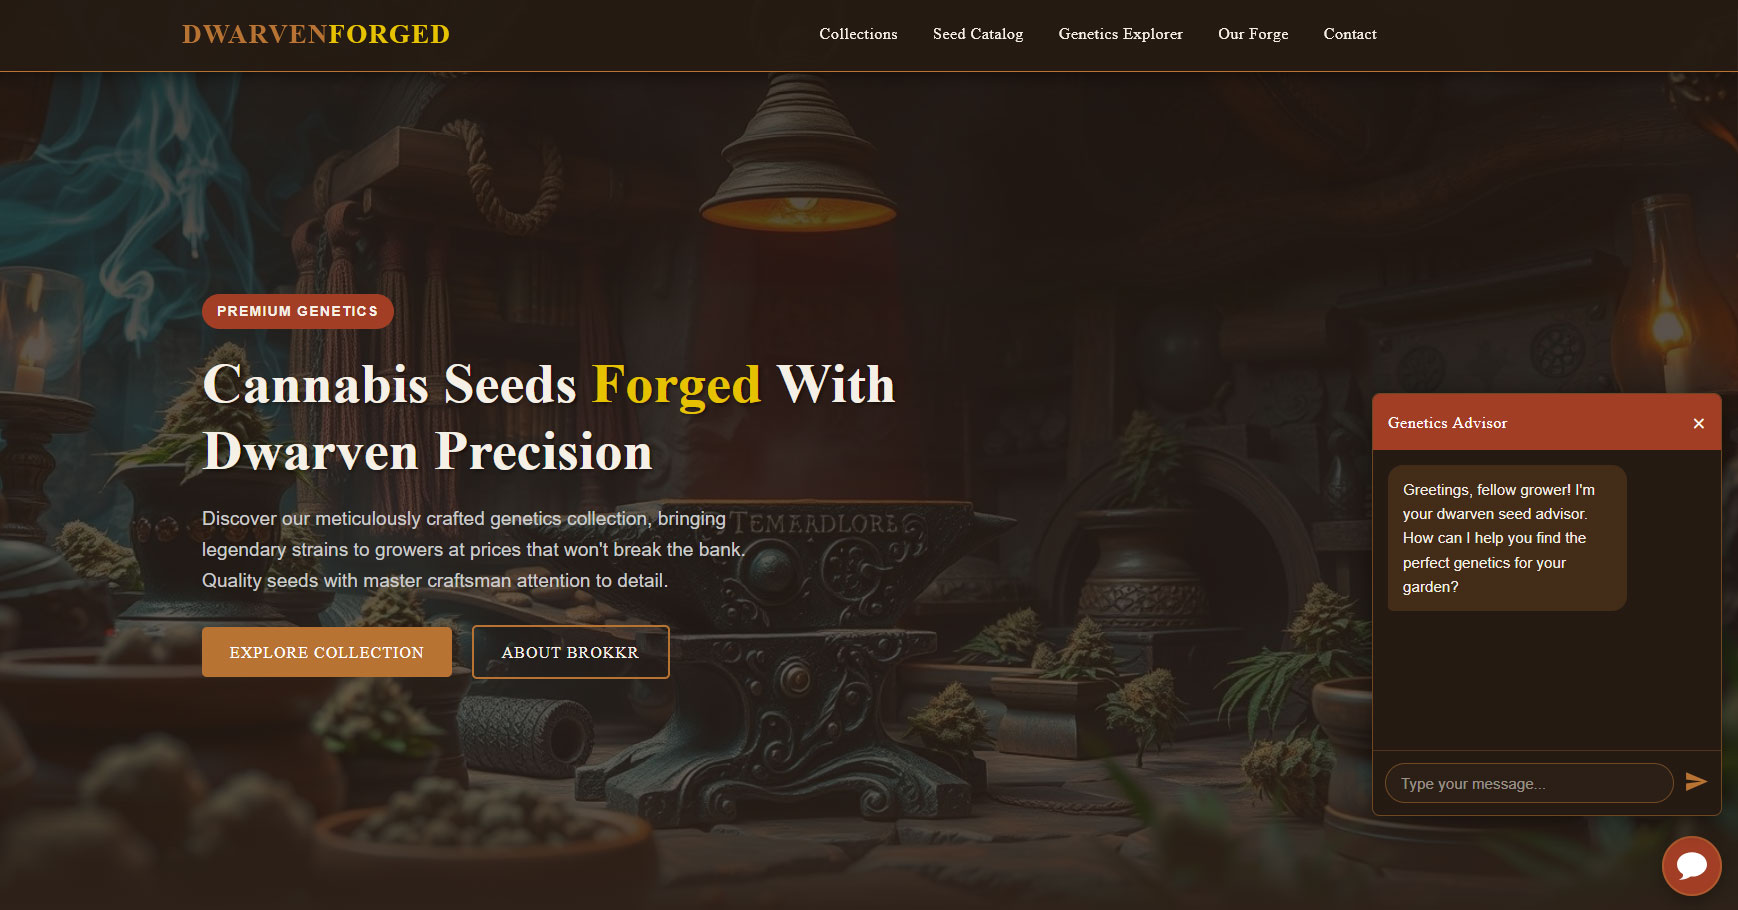 DWARVENFORGED
Collections
Seed Catalog
Genetics Explorer
Our Forge
Contact
PREMIUM GENETICS
Cannabis Seeds Forged With
Dwarven Precision
Discover our meticulously crafted genetics collection, bringing
legendary strains to growers at prices that won't break the bank.
Quality seeds with master craftsman attention to detail.
EXPLORE COLLECTION
ABOUT BROKKR
Genetics Advisor
Greetings, fellow grower! I'm
your dwarven seed advisor.
How can I help you find the
perfect genetics for your
garden?
Type your message...